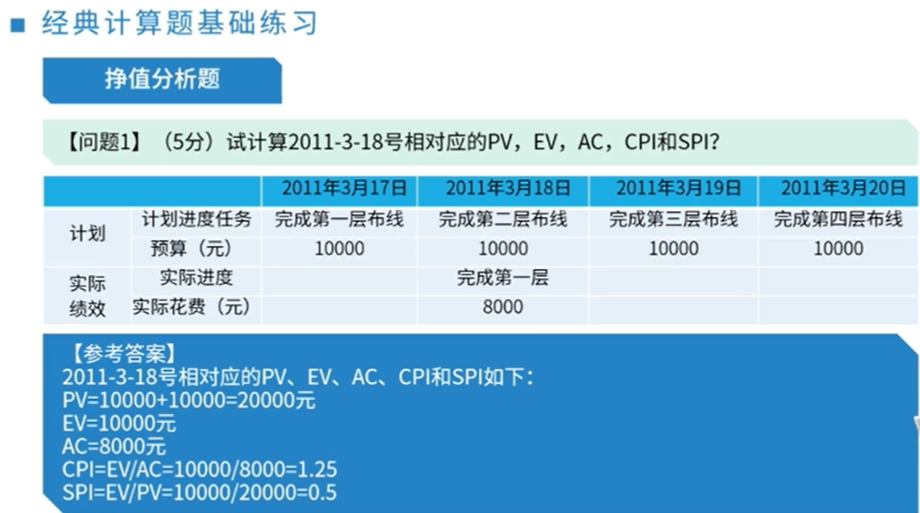 经典计算题基础练习
挣值分析题
【问题1】（5分）试计算2011-3-18号相对应的PV，EV，AC，CPI和SPI？
2011年3月17日 2011年3月18日 2011年3月19日 2011年3月20日
计划 计划进度任务 完成第一层布线 完成第二层布线 完成第三层布线 完成第四层布线
预算（元） 10000 10000 10000 10000
实际绩效 实际进度 完成第一层
实际花费（元） 8000
【参考答案】
2011-3-18号相对应的PV、EV、AC、CPI和SPI如下：
PV=10000+10000=20000元
EV=10000元
AC=8000元
CPI=EV/AC=10000/8000=1.25
SPI=EV/PV=10000/20000=0.5